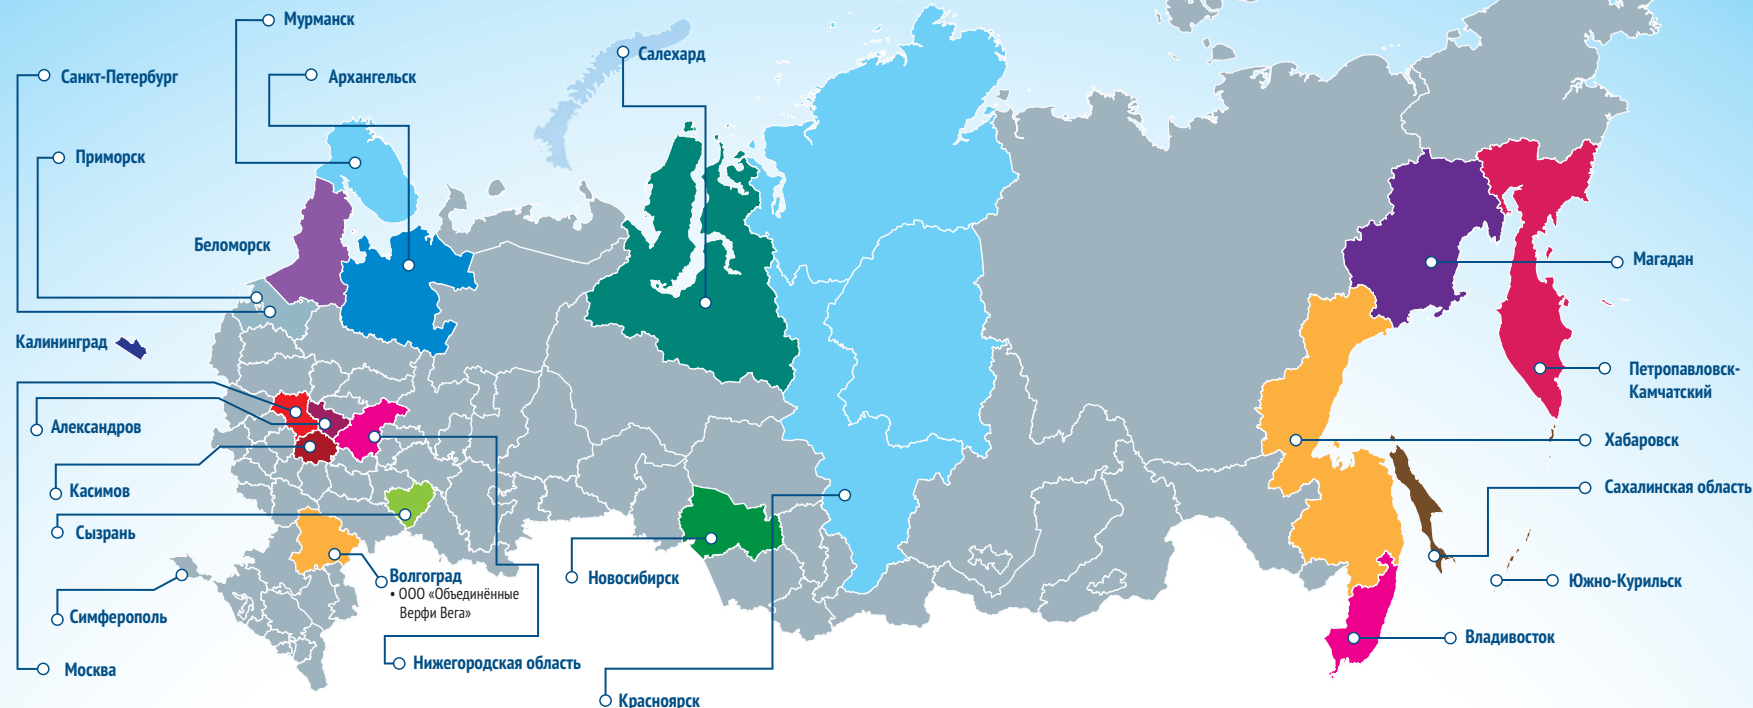 Мурманск
Санкт-Петербург
Архангельск
Салехард
Приморск
Беломорск
Магадан
Калининград
Петропавловск-
Камчатский
Александров
Хабаровск
Касимов
Сахалинская область
Сызрань
Волгоград
• ООО «Объединённые
Верфи Вега»
Новосибирск
Южно-Курильск
Симферополь
Владивосток
Москва
Нижегородская область
Красноярск